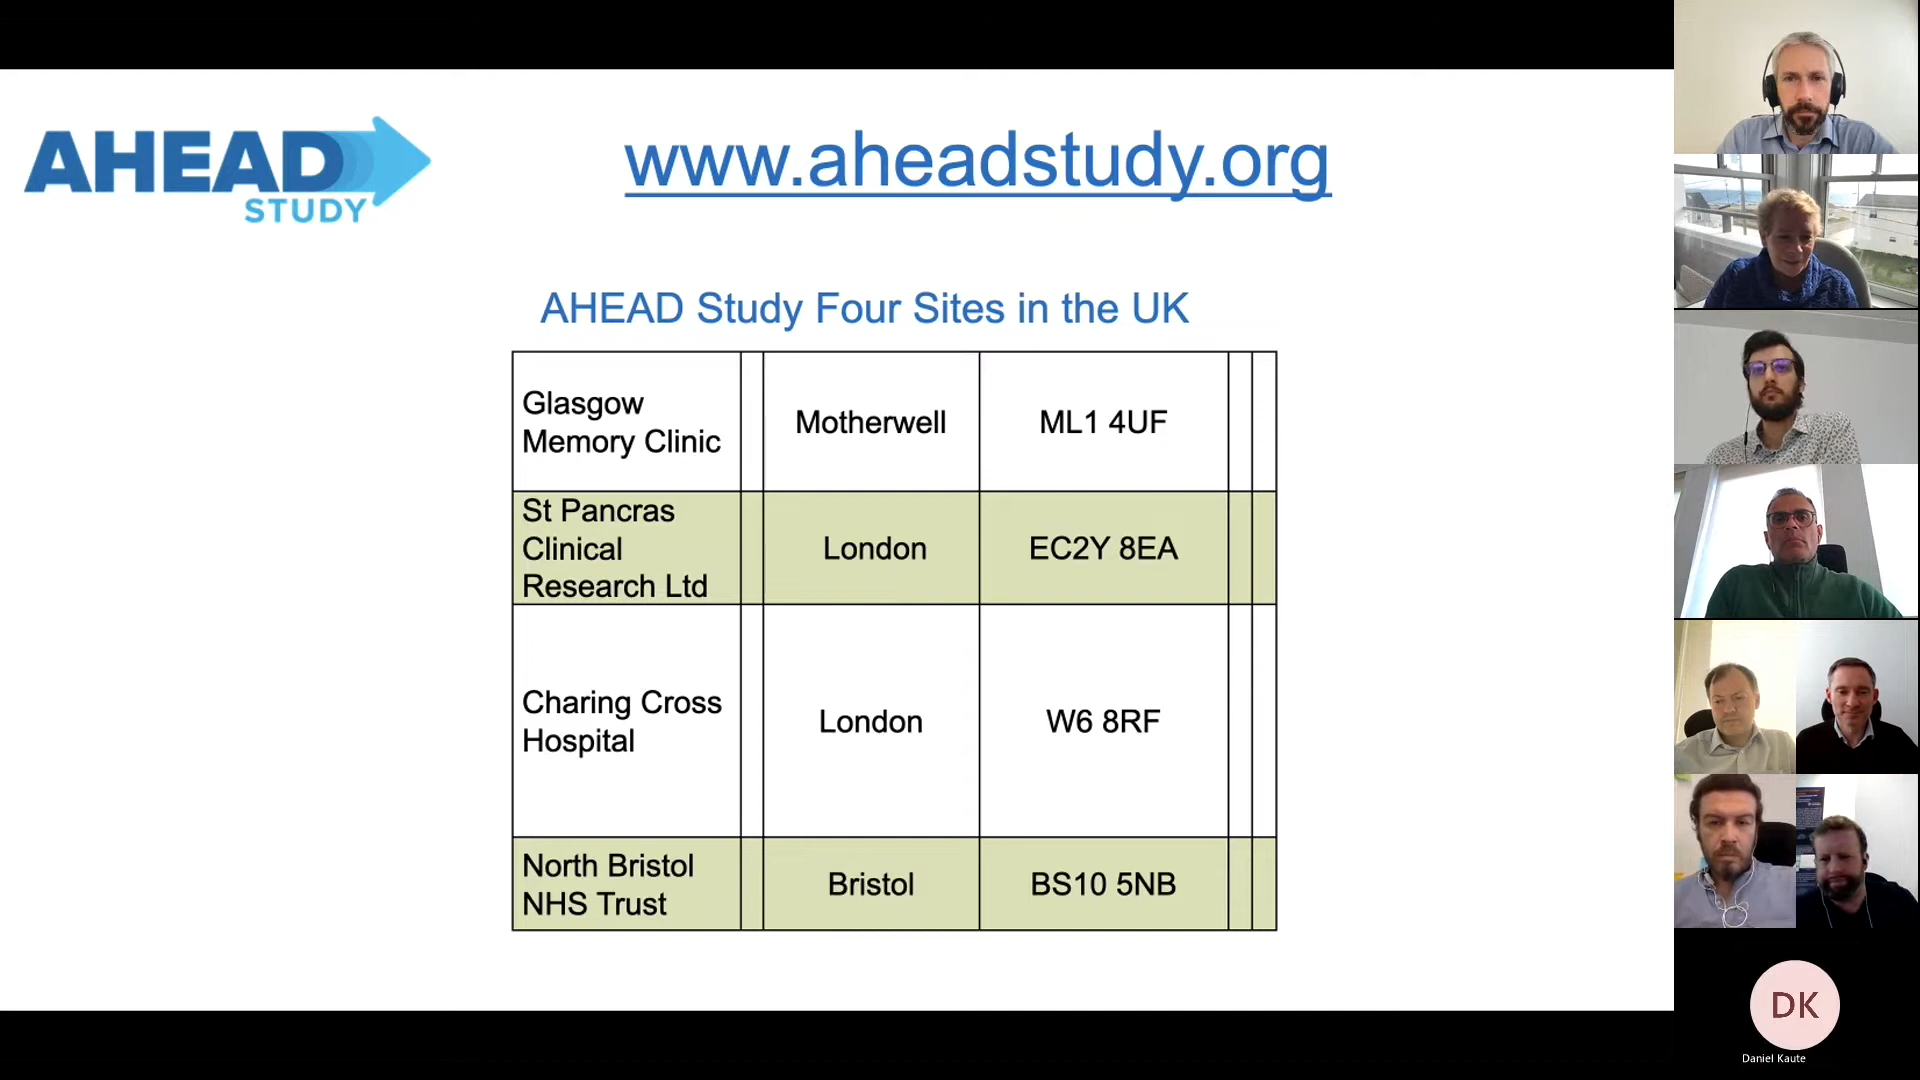 AHEAD
STUDY
www.aheadstudy.org
AHEAD Study Four Sites in the UK
Glasgow
Memory Clinic
Motherwell
ML1 4UF
St Pancras
Clinical
Research Ltd
London
EC2Y 8EA
Charing Cross
Hospital
London
W6 8RF
North Bristol
NHS Trust
Bristol
BS10 5NB
DK
Daniel Kaute